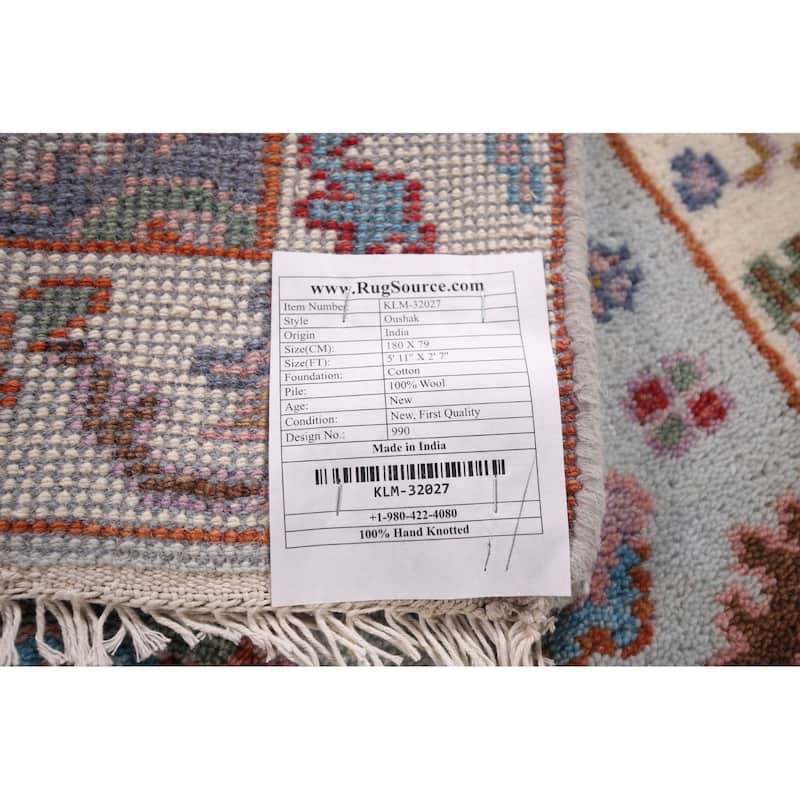 www.RugSource.com
Item Number: KLM-32027
Style Oushak
Origin India
Size(CM): 180 X 79
Size(FT): 5' 11" X 2' 7"
Foundation: Cotton
Pile: 100% Wool
Age: New
Condition: New, First Quality
Design No.: 990
Made in India
KLM-32027
+1-980-422-4080
100% Hand Knotted